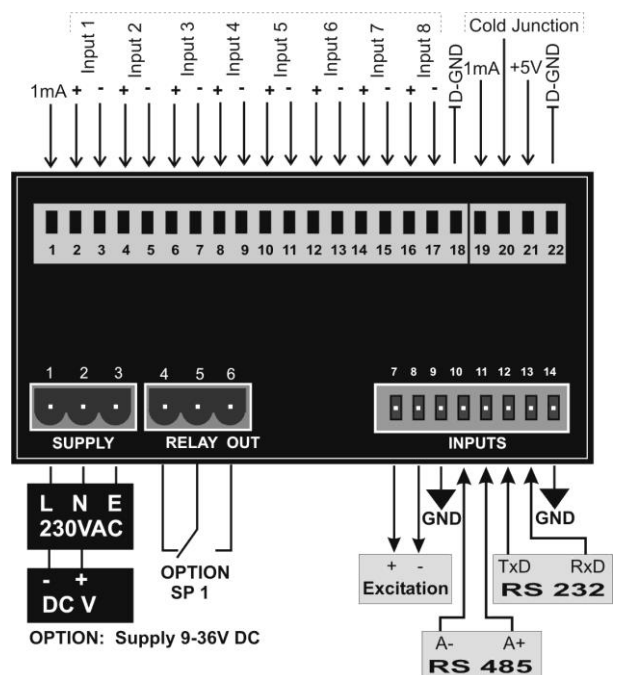 Input 1 Input 2 Input 3 Input 4 Input 5 Input 6 Input 7 Input 8 Cold Junction
1mA + - + - + - + - + - + - + - + - D-GND 1mA +5V D-GND
1 2 3 4 5 6 7 8 9 10 11 12 13 14 15 16 17 18 19 20 21 22
1 2 3 4 5 6 7 8 9 10 11 12 13 14
SUPPLY RELAY OUT INPUTS
L N E GND GND
230VAC
- +
DC V
OPTION
SP 1
+ -
Excitation
TxD RxD
RS 232
OPTION: Supply 9-36V DC
A- A+
RS 485